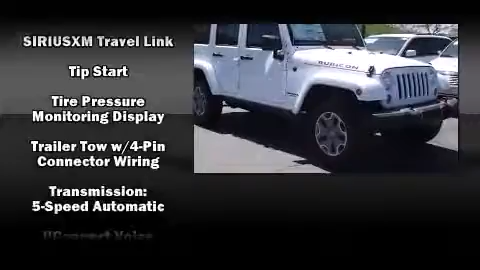 SIRIUSXM Travel Link
Tip Start
Tire Pressure
Monitoring Display
Trailer Tow w/4-Pin
Connector Wiring
Transmission:
5-Speed Automatic
RUBICON